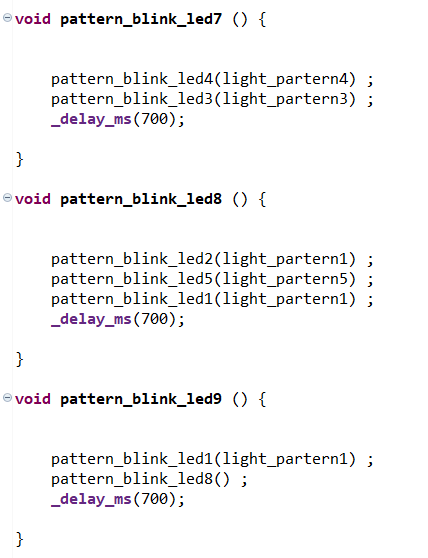 void pattern_blink_led7 () {
pattern_blink_led4(light_partern4) ;
pattern_blink_led3(light_partern3) ;
_delay_ms(700);
}
void pattern_blink_led8 () {
pattern_blink_led2(light_partern1) ;
pattern_blink_led5(light_partern5) ;
pattern_blink_led1(light_partern1) ;
_delay_ms(700);
}
void pattern_blink_led9 () {
pattern_blink_led1(light_partern1) ;
pattern_blink_led8() ;
_delay_ms(700);
}